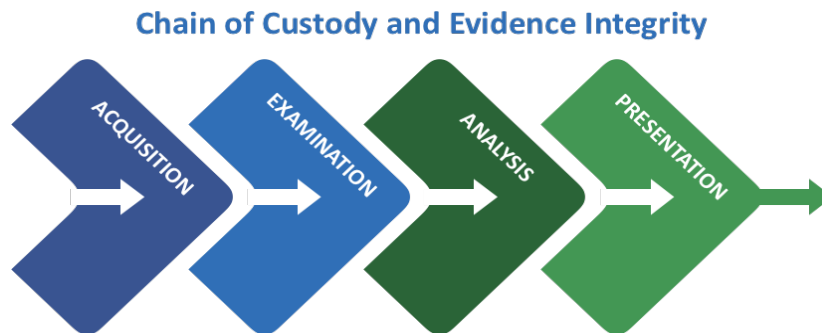 Chain of Custody and Evidence Integrity
ACQUISITION
EXAMINATION
ANALYSIS
PRESENTATION